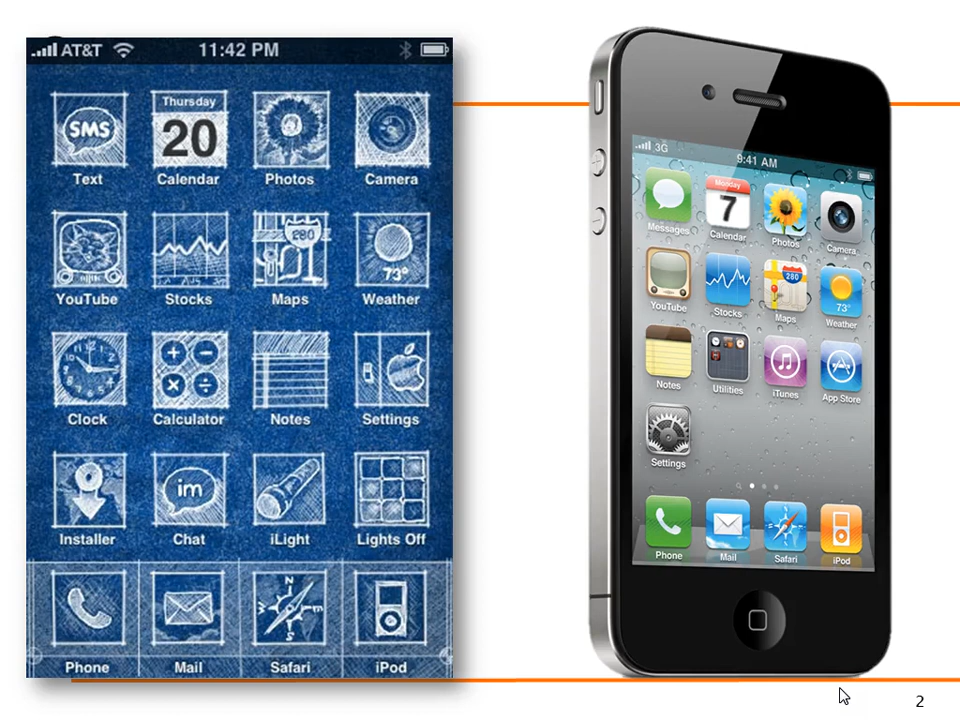 AT&T 11:42 PM
SMS Thursday 20
Text Calendar Photos Camera
280 73°
YouTube Stocks Maps Weather
Clock Calculator Notes Settings
im
Installer Chat iLight Lights Off
N
S
Phone Mail Safari iPod
3G 9:41 AM
Monday
7
Messages Calendar Photos Camera
280
73°
YouTube Stocks Maps Weather
Notes Utilities iTunes App Store
Settings
Phone Mail Safari iPod
2